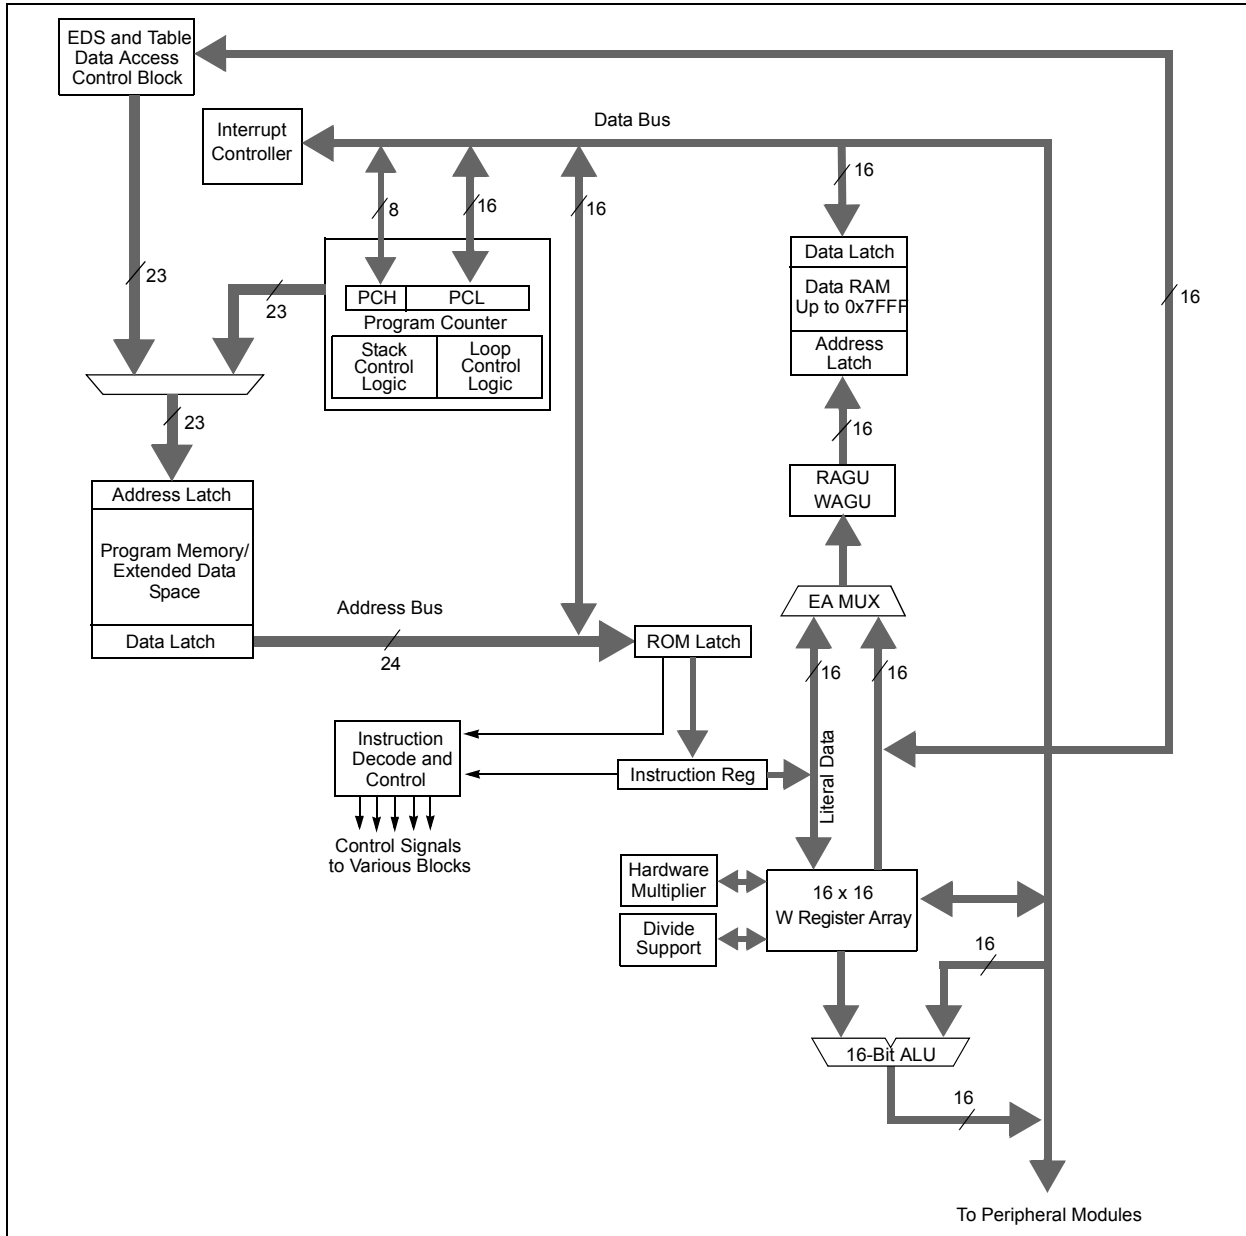 EDS and Table
Data Access
Control Block
Interrupt
Controller
Data Bus
8
16
16
16
16
23
23
PCH
PCL
Program Counter
Stack
Control
Logic
Loop
Control
Logic
Data Latch
Data RAM
Up to 0x7FFF
Address
Latch
23
16
RAGU
WAGU
Address Latch
Program Memory/
Extended Data
Space
Data Latch
EA MUX
Address Bus
24
ROM Latch
16
16
Instruction
Decode and
Control
Instruction Reg
Literal Data
Control Signals
to Various Blocks
Hardware
Multiplier
16 x 16
W Register Array
Divide
Support
16
16-Bit ALU
16
To Peripheral Modules